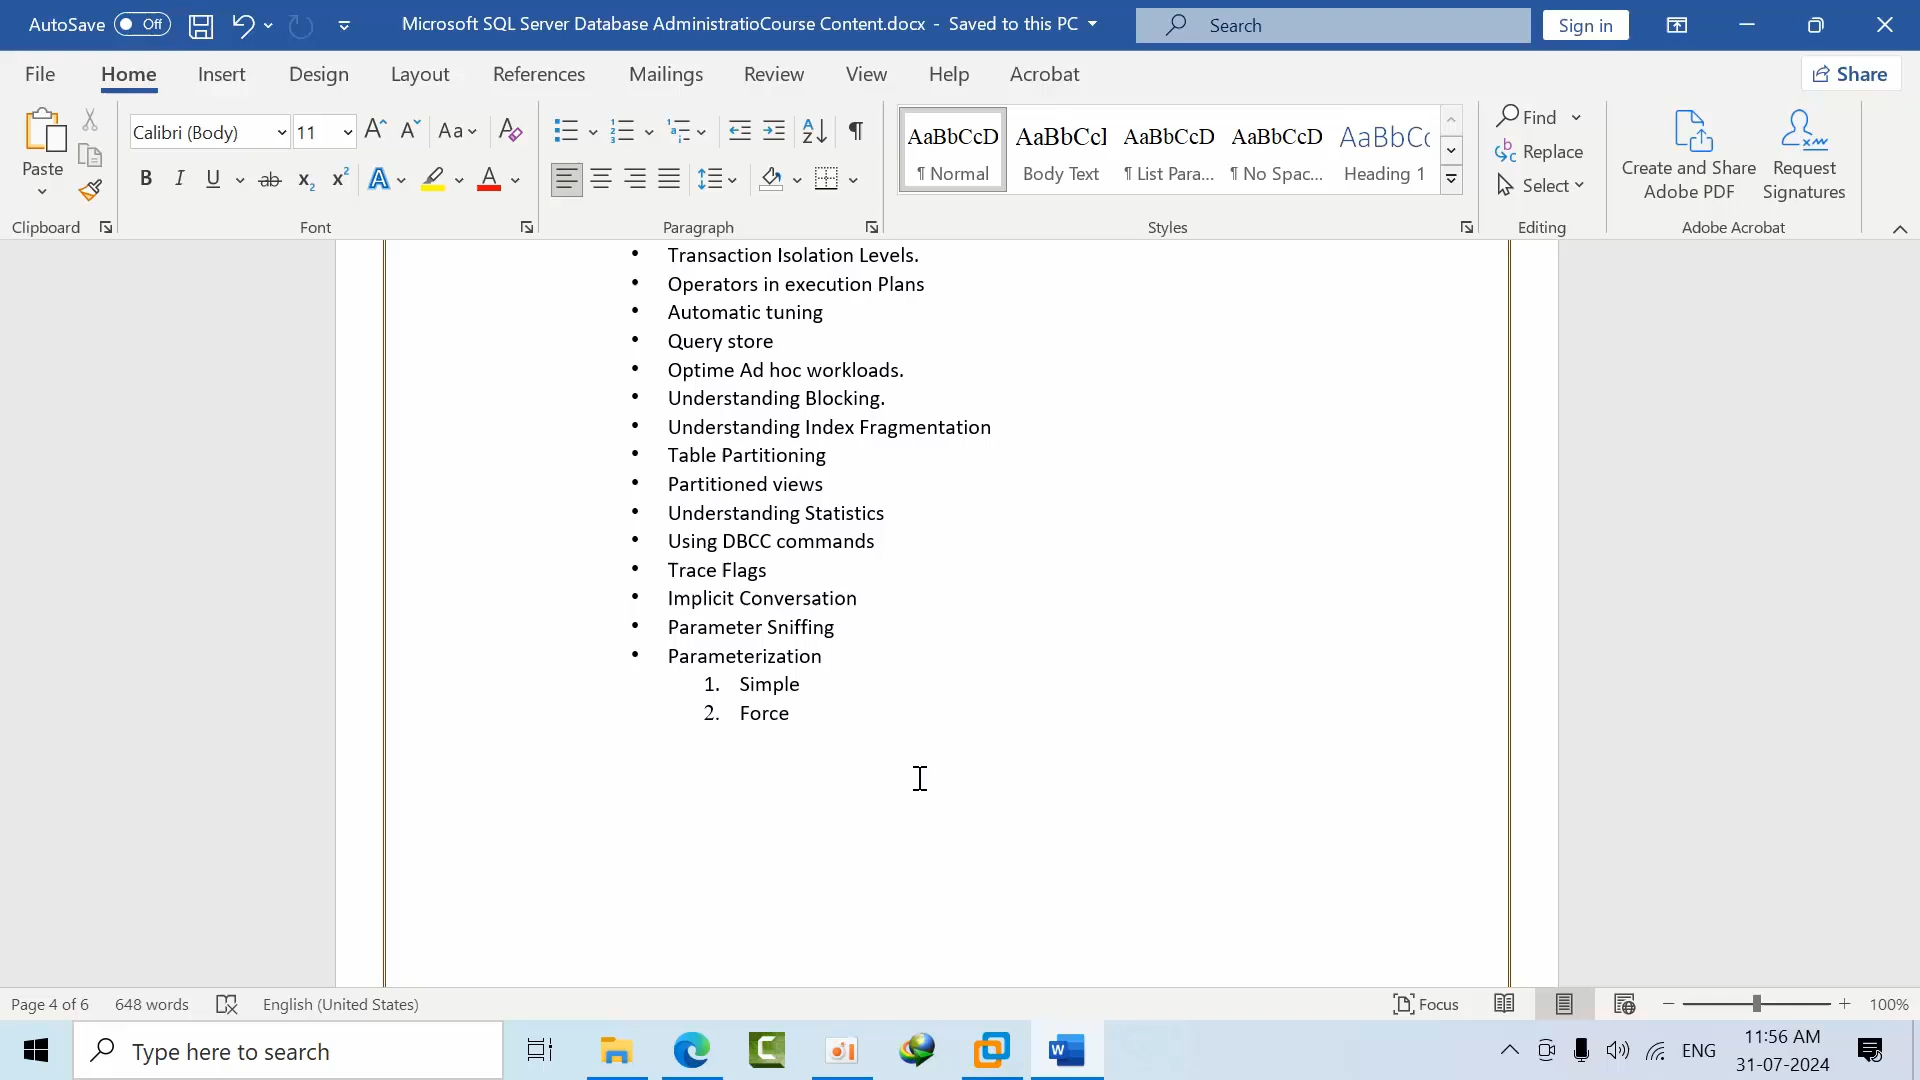 AutoSave Off Microsoft SQL Server Database AdministratioCourse Content.docx - Saved to this PC Search Sign in
File Home Insert Design Layout References Mailings Review View Help Acrobat Share
Paste
Calibri (Body) 11 Aa
B I U ab x₂ x² A A
AaBbCcD AaBbCcI AaBbCcD AaBbCcD AaBbCc
¶ Normal Body Text ¶ List Para... ¶ No Spac... Heading 1
Find
Replace
Select
Create and Share
Adobe PDF
Request
Signatures
Clipboard Font Paragraph Styles Editing Adobe Acrobat
• Transaction Isolation Levels.
• Operators in execution Plans
• Automatic tuning
• Query store
• Optime Ad hoc workloads.
• Understanding Blocking.
• Understanding Index Fragmentation
• Table Partitioning
• Partitioned views
• Understanding Statistics
• Using DBCC commands
• Trace Flags
• Implicit Conversation
• Parameter Sniffing
• Parameterization
1. Simple
2. Force
Page 4 of 6 648 words English (United States) Focus 100%
Type here to search ENG 11:56 AM
31-07-2024